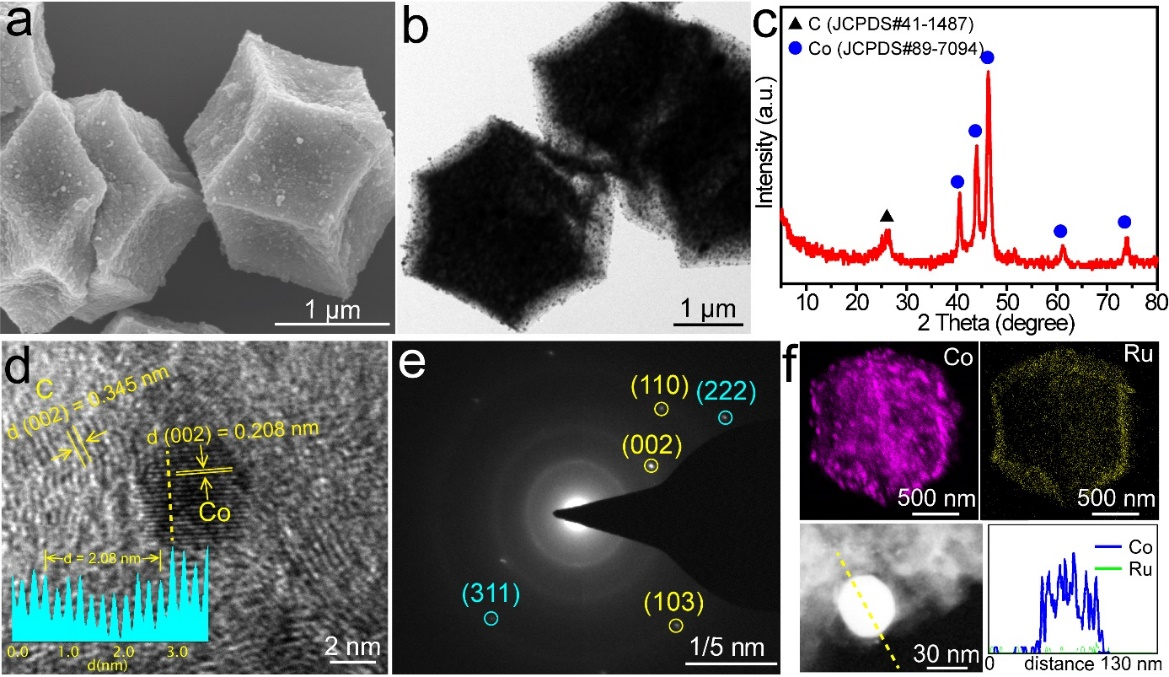 a
1 µm
b
1 µm
c
▲ C (JCPDS#41-1487)
● Co (JCPDS#89-7094)
Intensity (a.u.)
10 20 30 40 50 60 70 80
2 Theta (degree)
d
C
d (002) = 0.345 nm
d (002) = 0.208 nm
Co
d = 2.08 nm
0.0 1.0 2.0 3.0
d(nm)
2 nm
e
(110)
(222)
(002)
(311)
(103)
1/5 nm
f
Co
500 nm
Ru
500 nm
30 nm
Co
Ru
0 distance 130 nm